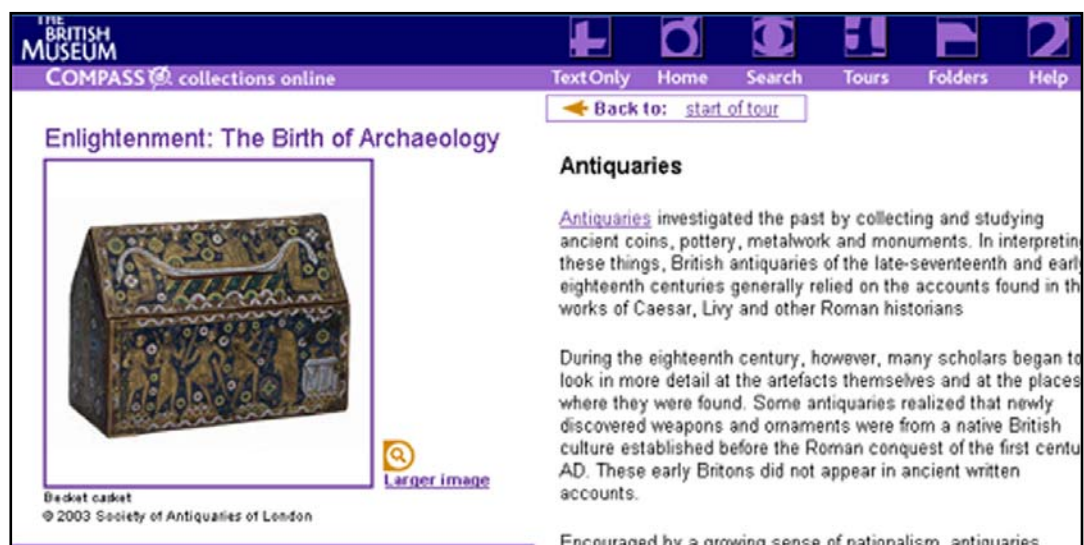 THE
BRITISH
MUSEUM
COMPASS collections online
Text Only Home Search Tours Folders Help
Back to: start of tour
Enlightenment: The Birth of Archaeology
Larger image
Becket casket
© 2003 Society of Antiquaries of London
Antiquaries
Antiquaries investigated the past by collecting and studying
ancient coins, pottery, metalwork and monuments. In interpretin
these things, British antiquaries of the late-seventeenth and earl
eighteenth centuries generally relied on the accounts found in th
works of Caesar, Livy and other Roman historians
During the eighteenth century, however, many scholars began to
look in more detail at the artefacts themselves and at the places
where they were found. Some antiquaries realized that newly
discovered weapons and ornaments were from a native British
culture established before the Roman conquest of the first centu
AD. These early Britons did not appear in ancient written
accounts.
Encouraged by a growing sense of nationalism, antiquaries